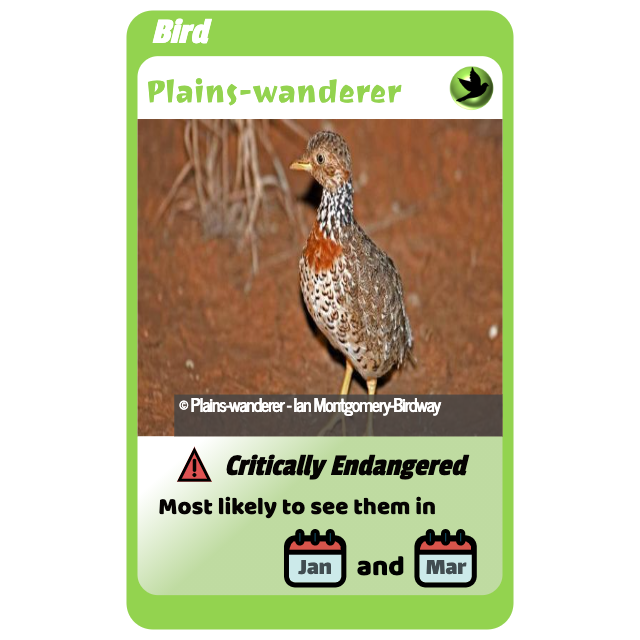 Bird
Plains-wanderer
© Plains-wanderer - Ian Montgomery-Birdway
Critically Endangered
Most likely to see them in
Jan and Mar